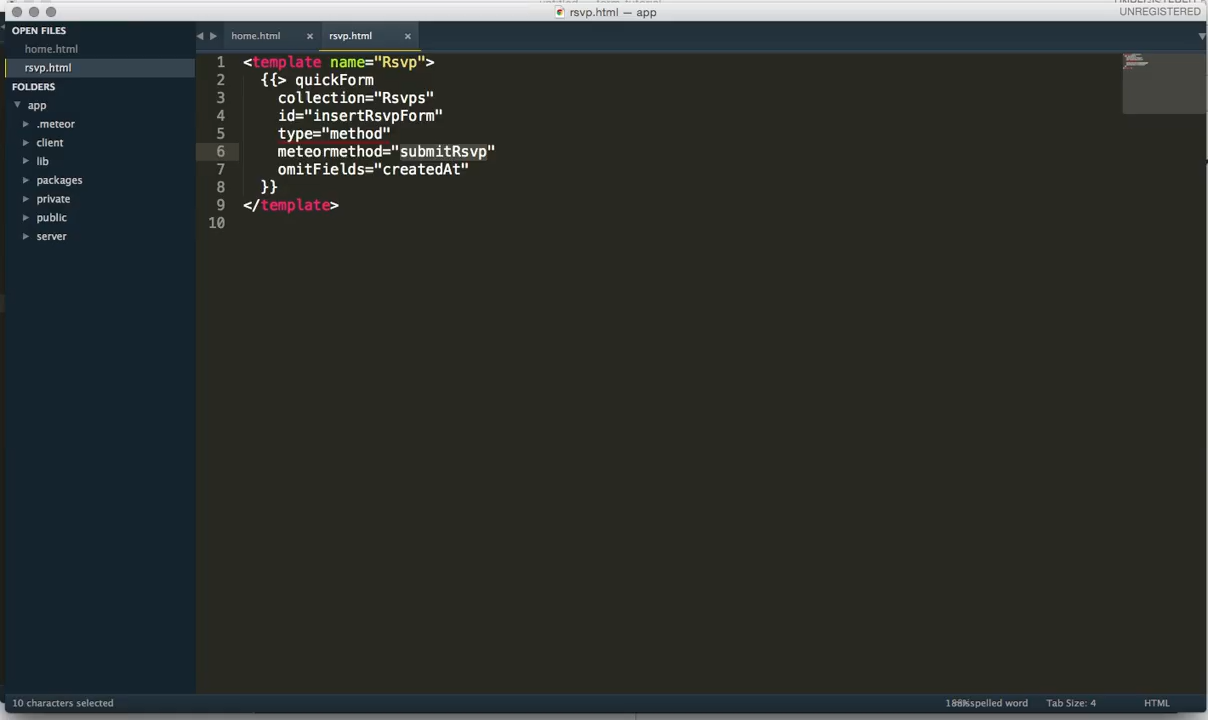 rsvp.html — app
UNREGISTERED
OPEN FILES
home.html
rsvp.html
FOLDERS
app
.meteor
client
lib
packages
private
public
server
home.html ×
rsvp.html ×
1 <template name="Rsvp">
2 {{> quickForm
3 collection="Rsvps"
4 id="insertRsvpForm"
5 type="method"
6 meteormethod="submitRsvp"
7 omitFields="createdAt"
8 }}
9 </template>
10
10 characters selected
spelled word
Tab Size: 4
HTML